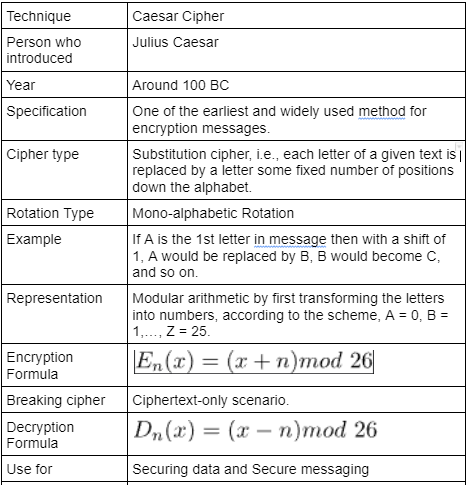 Technique Caesar Cipher
Person who Julius Caesar
introduced
Year Around 100 BC
Specification One of the earliest and widely used method for
encryption messages.
Cipher type Substitution cipher, i.e., each letter of a given text is
replaced by a letter some fixed number of positions
down the alphabet.
Rotation Type Mono-alphabetic Rotation
Example If A is the 1st letter in message then with a shift of
1, A would be replaced by B, B would become C,
and so on.
Representation Modular arithmetic by first transforming the letters
into numbers, according to the scheme, A = 0, B =
1,..., Z = 25.
Encryption Eₙ(x) = (x + n)mod 26
Formula
Breaking cipher Ciphertext-only scenario.
Decryption Dₙ(x) = (x − n)mod 26
Formula
Use for Securing data and Secure messaging